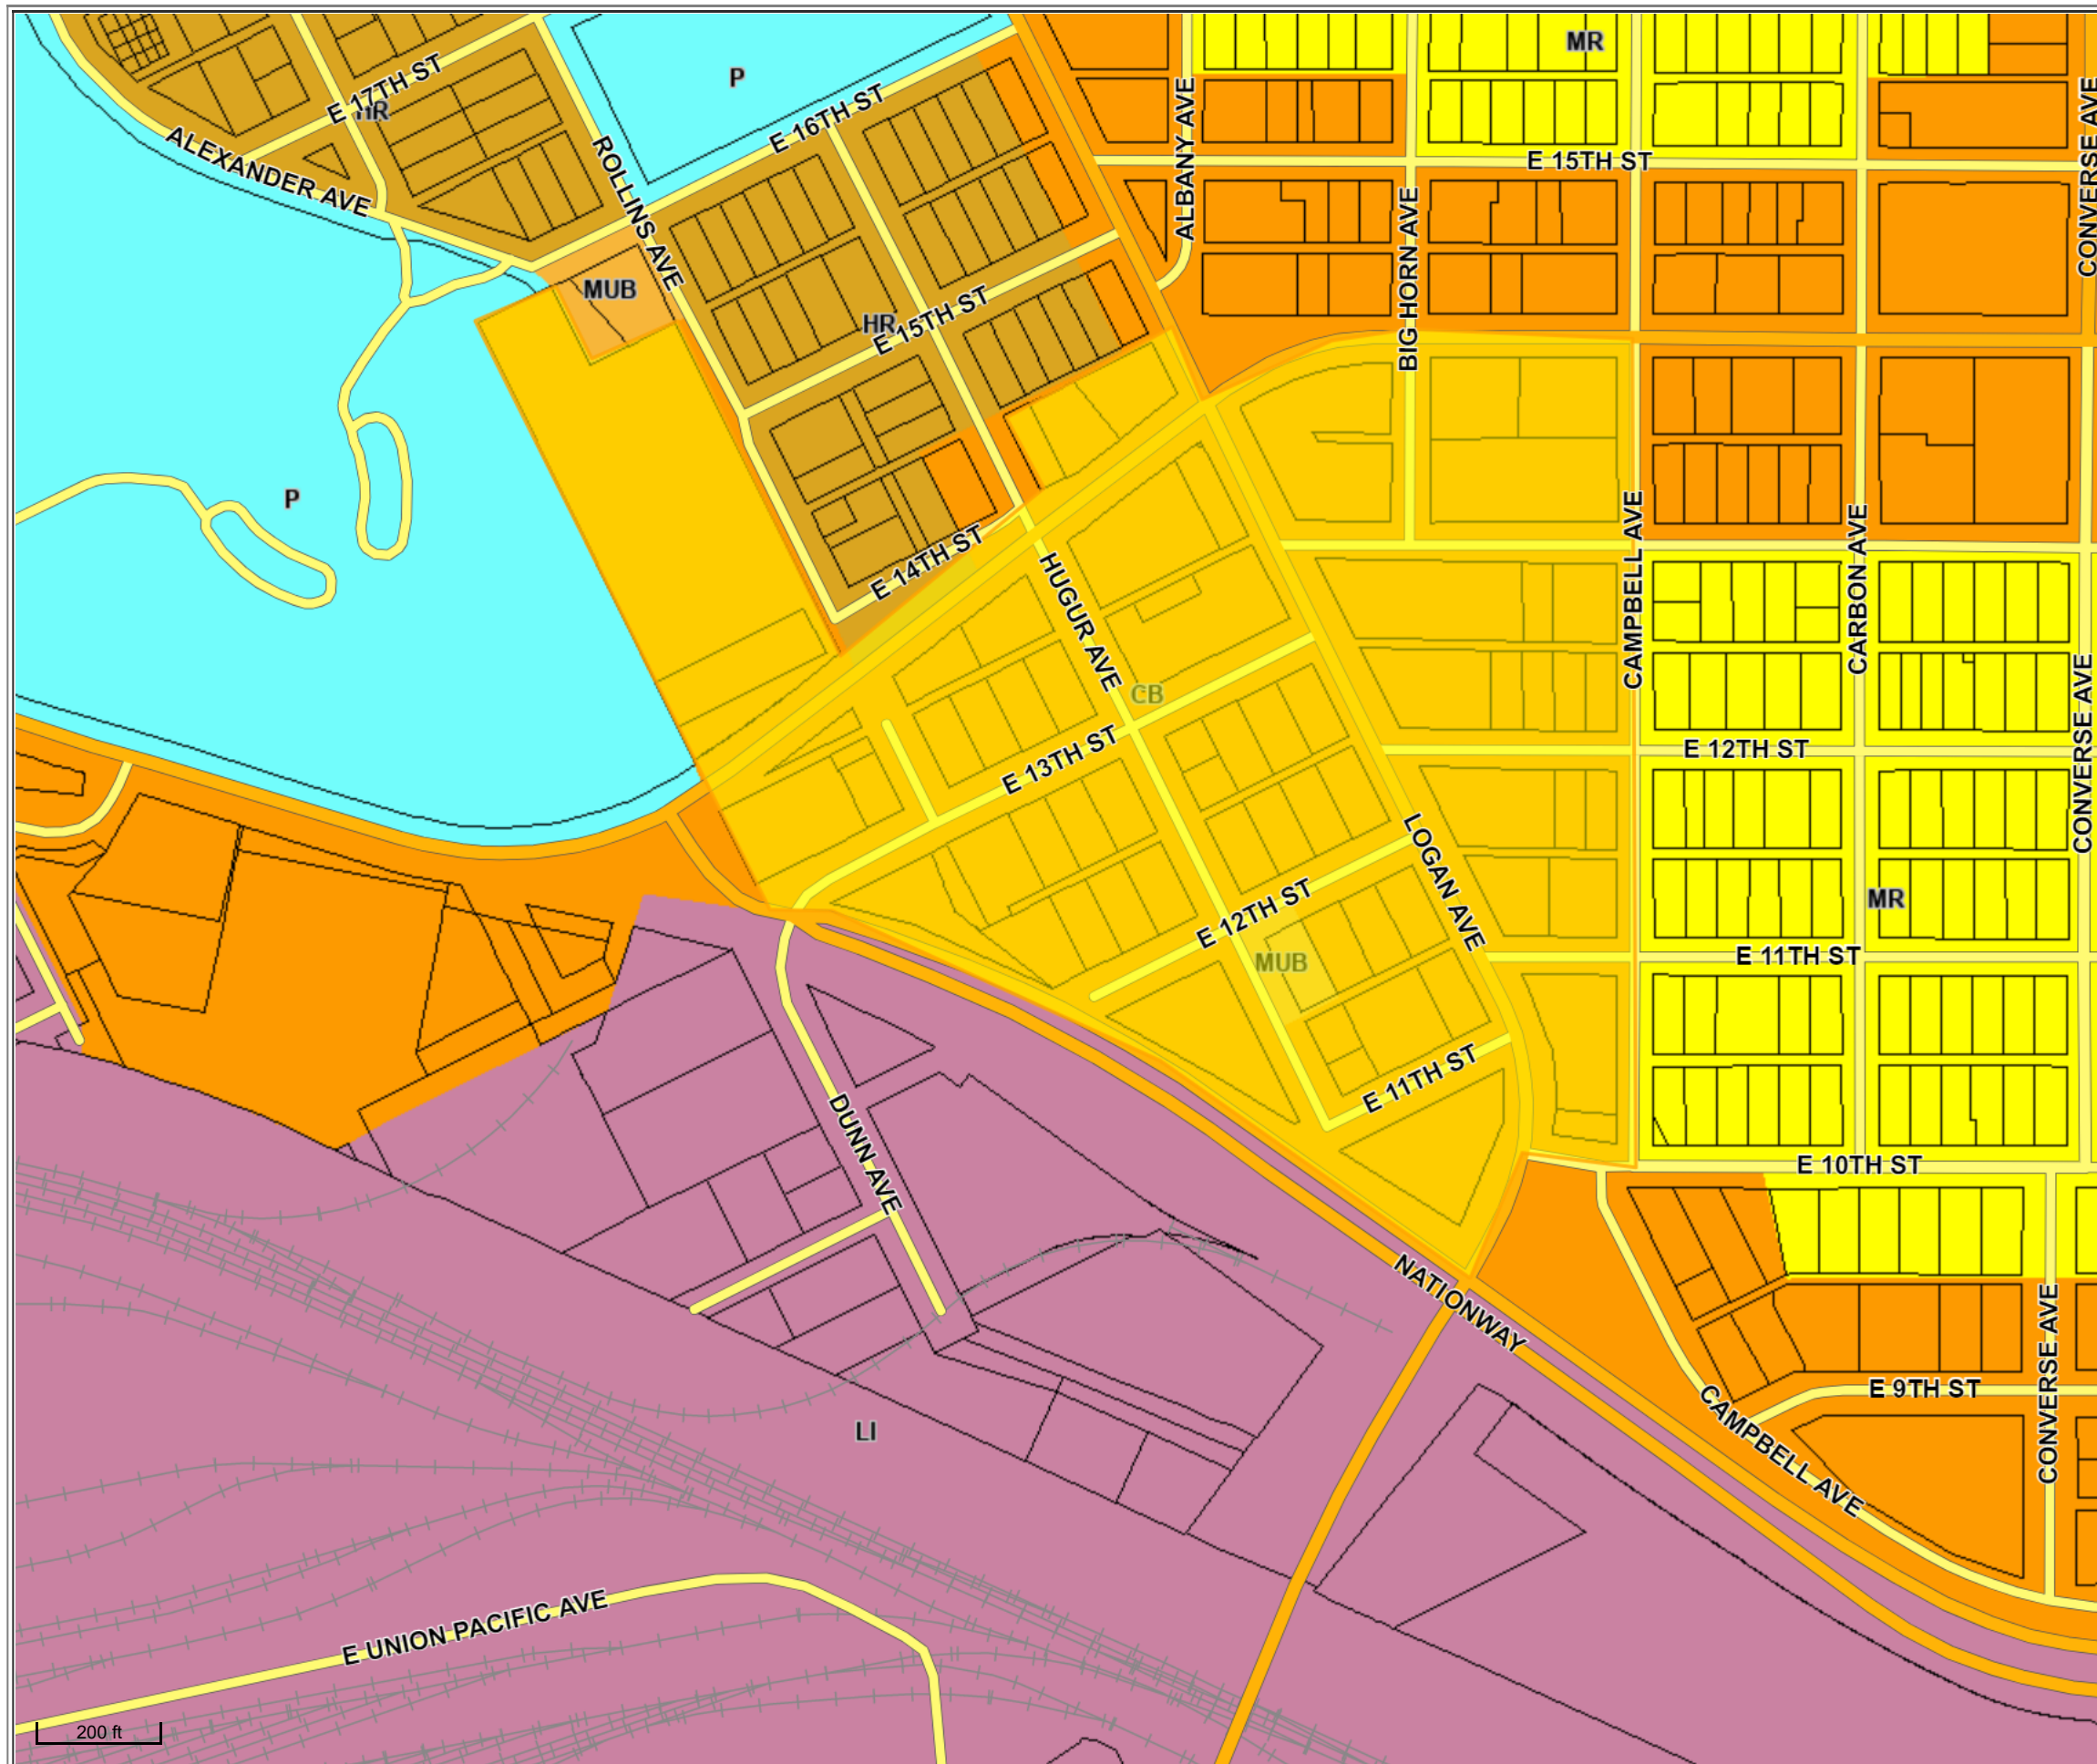 MR
P
E 17TH ST
HR
E 16TH ST
ALBANY AVE
CONVERSE AVE
ALEXANDER AVE
ROLLINS AVE
E 15TH ST
BIG HORN AVE
MUB
HR
E 15TH ST
P
E 14TH ST
HUGUR AVE
CAMPBELL AVE
CARBON AVE
CB
E 13TH ST
E 12TH ST
CONVERSE AVE
LOGAN AVE
E 12TH ST
MR
MUB
E 11TH ST
E 11TH ST
DUNN AVE
E 10TH ST
NATIONWAY
CONVERSE AVE
E 9TH ST
CAMPBELL AVE
LI
E UNION PACIFIC AVE
200 ft